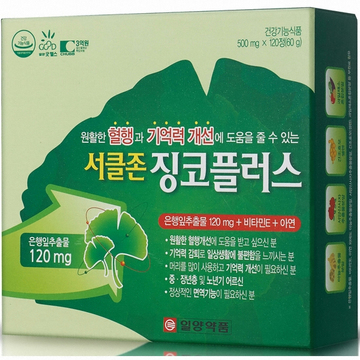 건강기능식품
500 mg × 120정(60 g)
3억원
원활한 혈행과 기억력 개선에 도움을 줄 수 있는
서클존 징코플러스
은행잎추출물 120 mg + 비타민E + 아연
• 원활한 혈행개선에 도움을 받고 싶으신 분
• 기억력 감퇴로 일상생활에 불편함을 느끼시는 분
• 머리를 많이 사용하고 기억력 개선이 필요하신 분
• 중·장년층 및 노년기 어르신
• 정상적인 면역기능이 필요하신 분
은행잎추출물
120 mg
일양약품